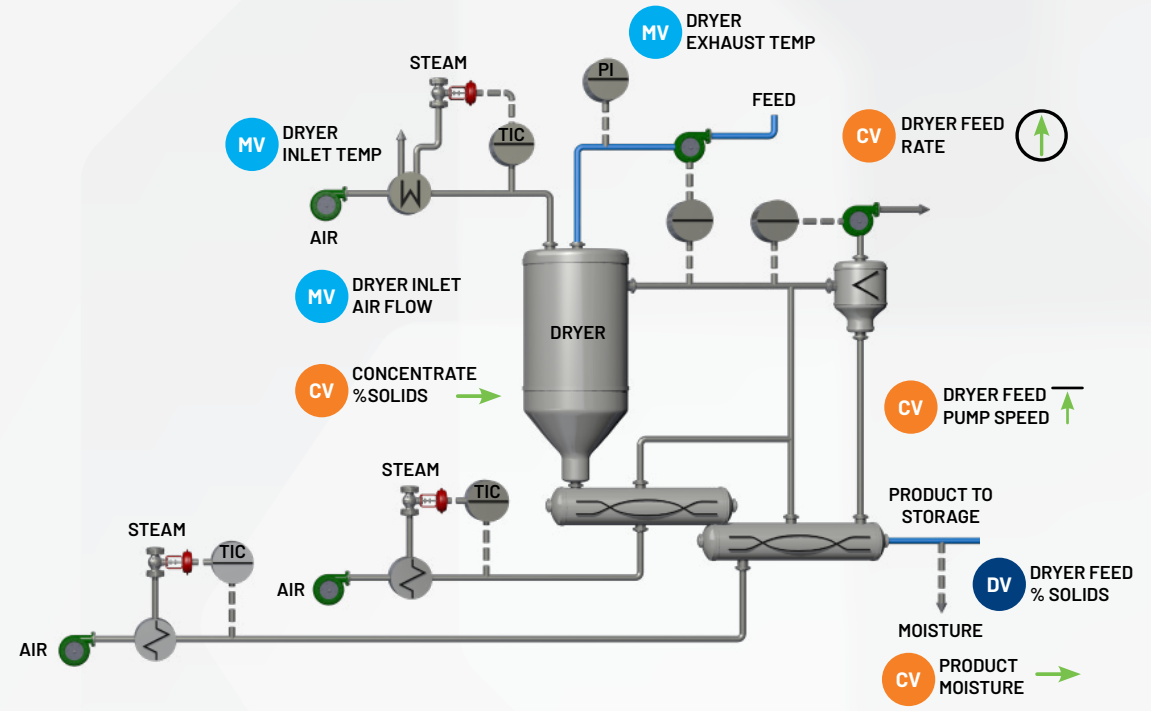 MV
DRYER
EXHAUST TEMP
STEAM
PI
FEED
CV
DRYER FEED
RATE
MV
DRYER
INLET TEMP
TIC
AIR
MV
DRYER INLET
AIR FLOW
DRYER
CV
CONCENTRATE
%SOLIDS
CV
DRYER FEED
PUMP SPEED
STEAM
TIC
PRODUCT TO
STORAGE
STEAM
TIC
AIR
DV
DRYER FEED
% SOLIDS
MOISTURE
AIR
CV
PRODUCT
MOISTURE